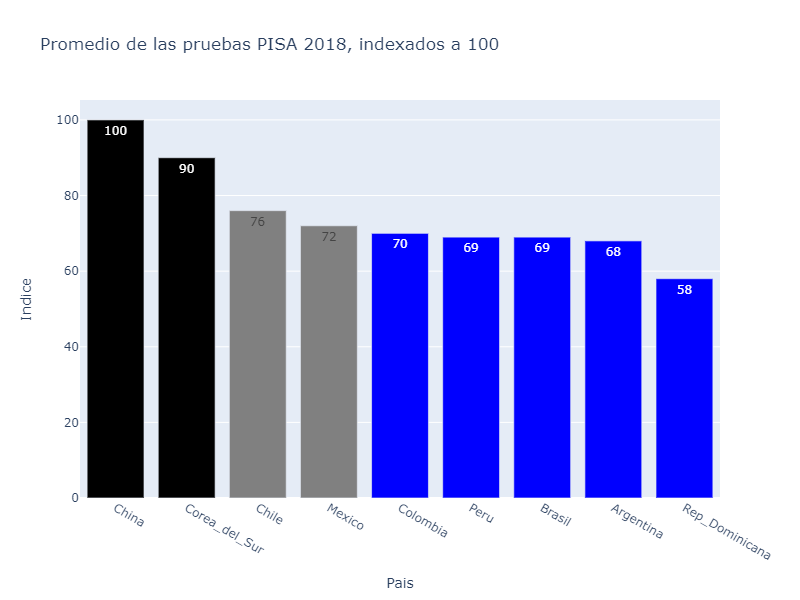 Promedio de las pruebas PISA 2018, indexados a 100
Indice
100
80
60
40
20
0
100
90
76
72
70
69
69
68
58
China
Corea_del_Sur
Chile
Mexico
Colombia
Peru
Brasil
Argentina
Rep_Dominicana
Pais